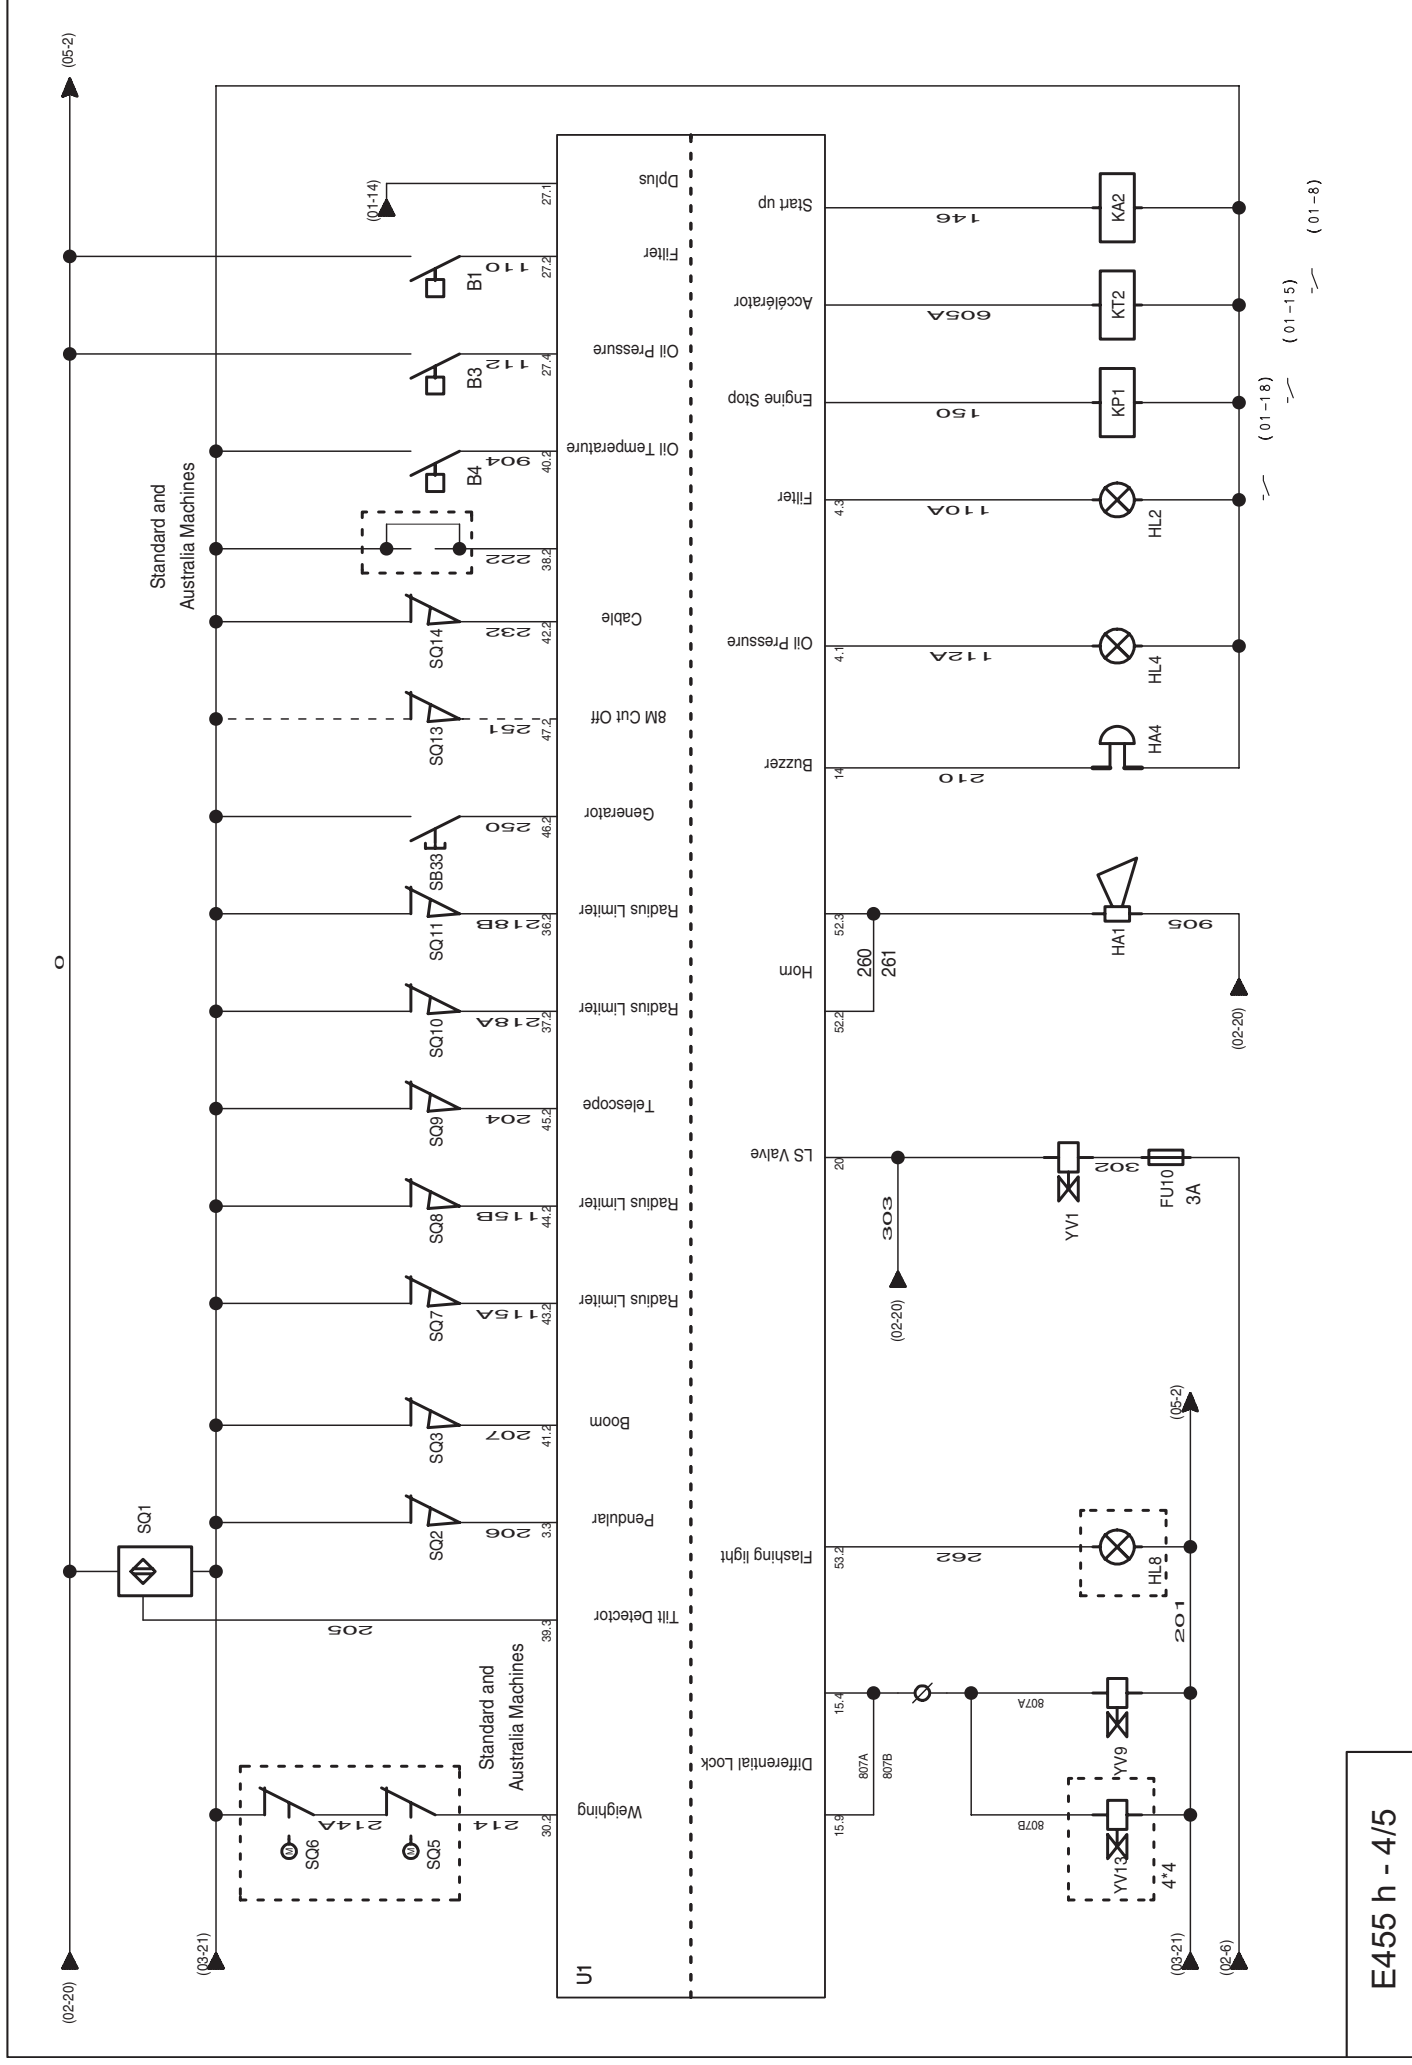 (02-20)
0
(05-2)
SQ1
(03-21)
Standard and
Australia Machines
(01-14)
SQ6
214A
SQ5
214
Standard and
Australia Machines
205
SQ2
206
SQ3
207
SQ7
115A
SQ8
115B
SQ9
204
SQ10
218A
SQ11
218B
SB33
250
SQ13
251
SQ14
232
222
B4
904
B3
112
B1
110
30.2
39.3
3.3
41.2
43.2
44.2
45.2
37.2
36.2
46.2
47.2
42.2
38.2
40.2
27.4
27.2
27.1
U1
Weighing
Tilt Detector
Pendular
Boom
Radius Limiter
Radius Limiter
Telescope
Radius Limiter
Radius Limiter
Generator
8M Cut Off
Cable
Oil Temperature
Oil Pressure
Filter
Dplus
Differential Lock
Flashing light
LS Valve
Horn
Buzzer
Oil Pressure
Filter
Engine Stop
Accélérator
Start up
15.9
15.4
53.2
20
52.2
52.3
14
4.1
4.3
807A
807B
262
303
(02-20)
260
261
210
112A
110A
150
605A
146
807B
807A
YV13
4*4
YV9
HL8
201
(05-2)
YV1
302
FU10
3A
HA1
905
(02-20)
HA4
HL4
HL2
KP1
KT2
KA2
(03-21)
(02-6)
(01-18)
(01-15)
(01-8)
E455 h - 4/5